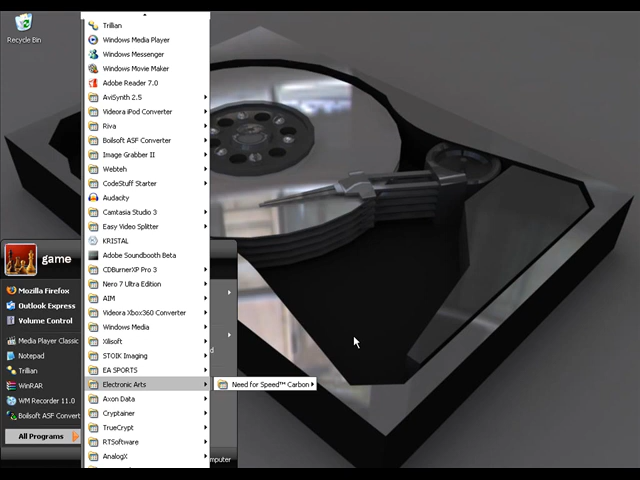 Recycle Bin
Trillian
Windows Media Player
Windows Messenger
Windows Movie Maker
Adobe Reader 7.0
AviSynth 2.5
Videora iPod Converter
Riva
Boilsoft ASF Converter
Image Grabber II
Webteh
CodeStuff Starter
Audacity
Camtasia Studio 3
Easy Video Splitter
KRISTAL
Adobe Soundbooth Beta
CDBurnerXP Pro 3
Nero 7 Ultra Edition
AIM
Videora Xbox360 Converter
Windows Media
Xilisoft
STOIK Imaging
EA SPORTS
Electronic Arts
Axon Data
Cryptainer
TrueCrypt
RTSoftware
AnalogX
Need for Speed™ Carbon
game
Mozilla Firefox
Outlook Express
Volume Control
Media Player Classic
Notepad
Trillian
WinRAR
WM Recorder 11.0
Boilsoft ASF Convert
All Programs
mputer